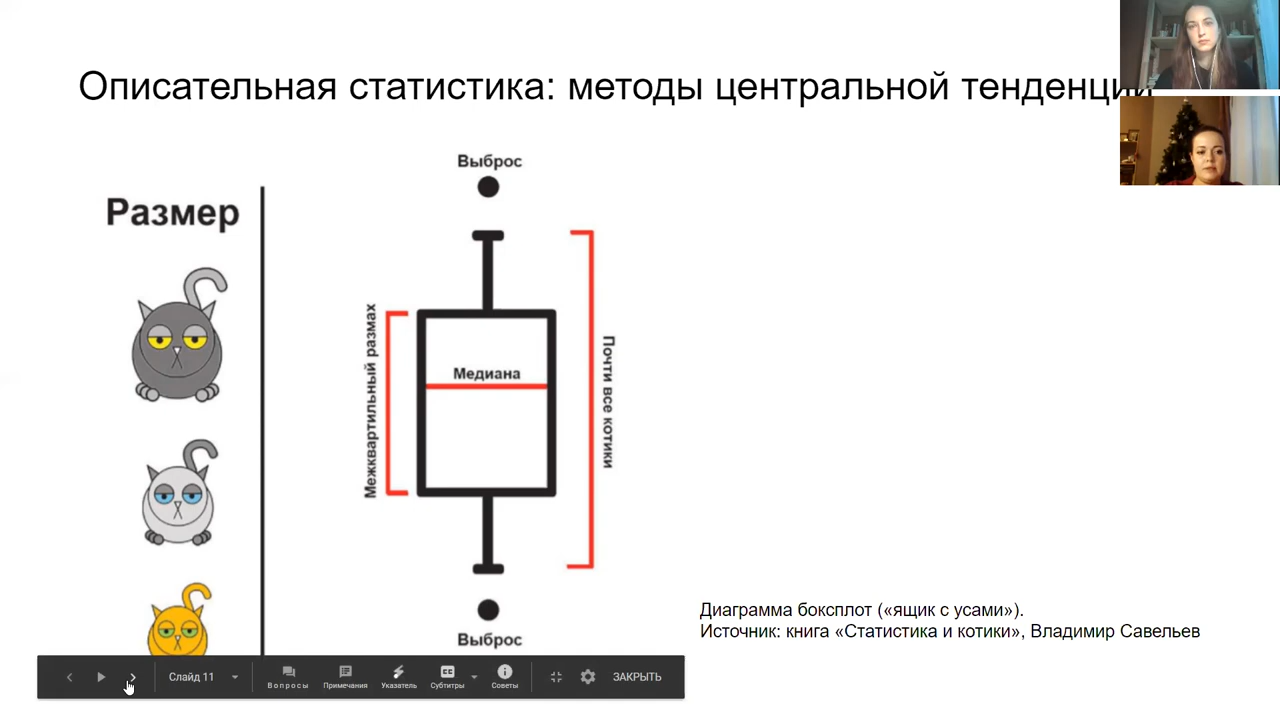 Описательная статистика: методы центральной тенденции
Размер
Выброс
Межквартильный размах
Медиана
Почти все котики
Выброс
Диаграмма боксплот («ящик с усами»).
Источник: книга «Статистика и котики», Владимир Савельев
Слайд 11
Вопросы
Примечания
Указатель
Субтитры
Советы
ЗАКРЫТЬ